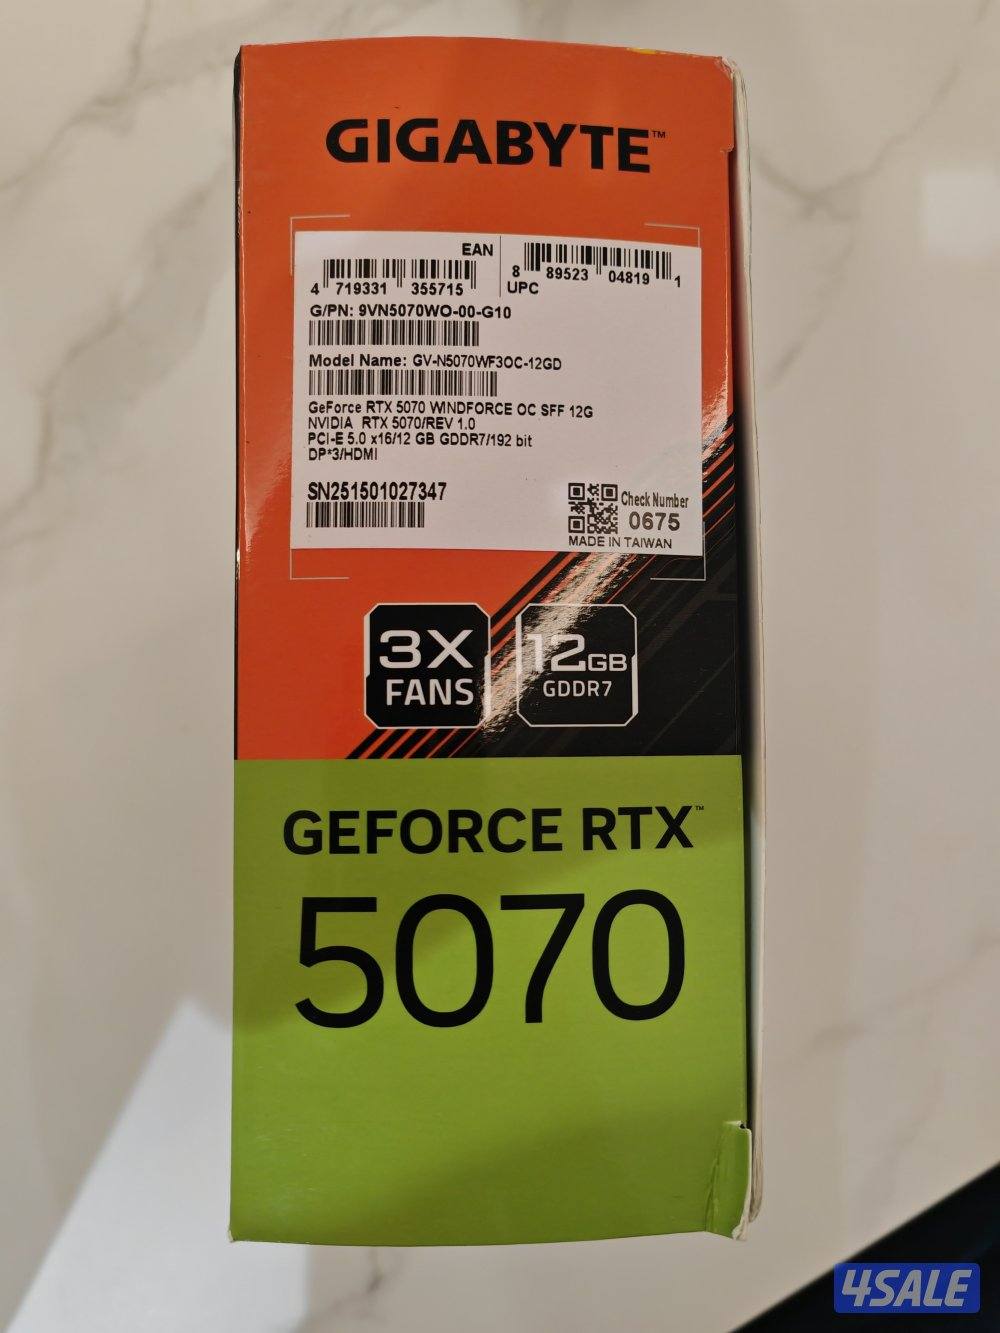 GIGABYTE™
EAN
4 719331 355715
8 89523 04819 1
UPC
G/PN: 9VN5070WO-00-G10
Model Name: GV-N5070WF3OC-12GD
GeForce RTX 5070 WINDFORCE OC SFF 12G
NVIDIA RTX 5070/REV 1.0
PCI-E 5.0 x16/12 GB GDDR7/192 bit
DP*3/HDMI
SN251501027347
Check Number
0675
MADE IN TAIWAN
3X
FANS
12GB
GDDR7
GEFORCE RTX™
5070
4SALE